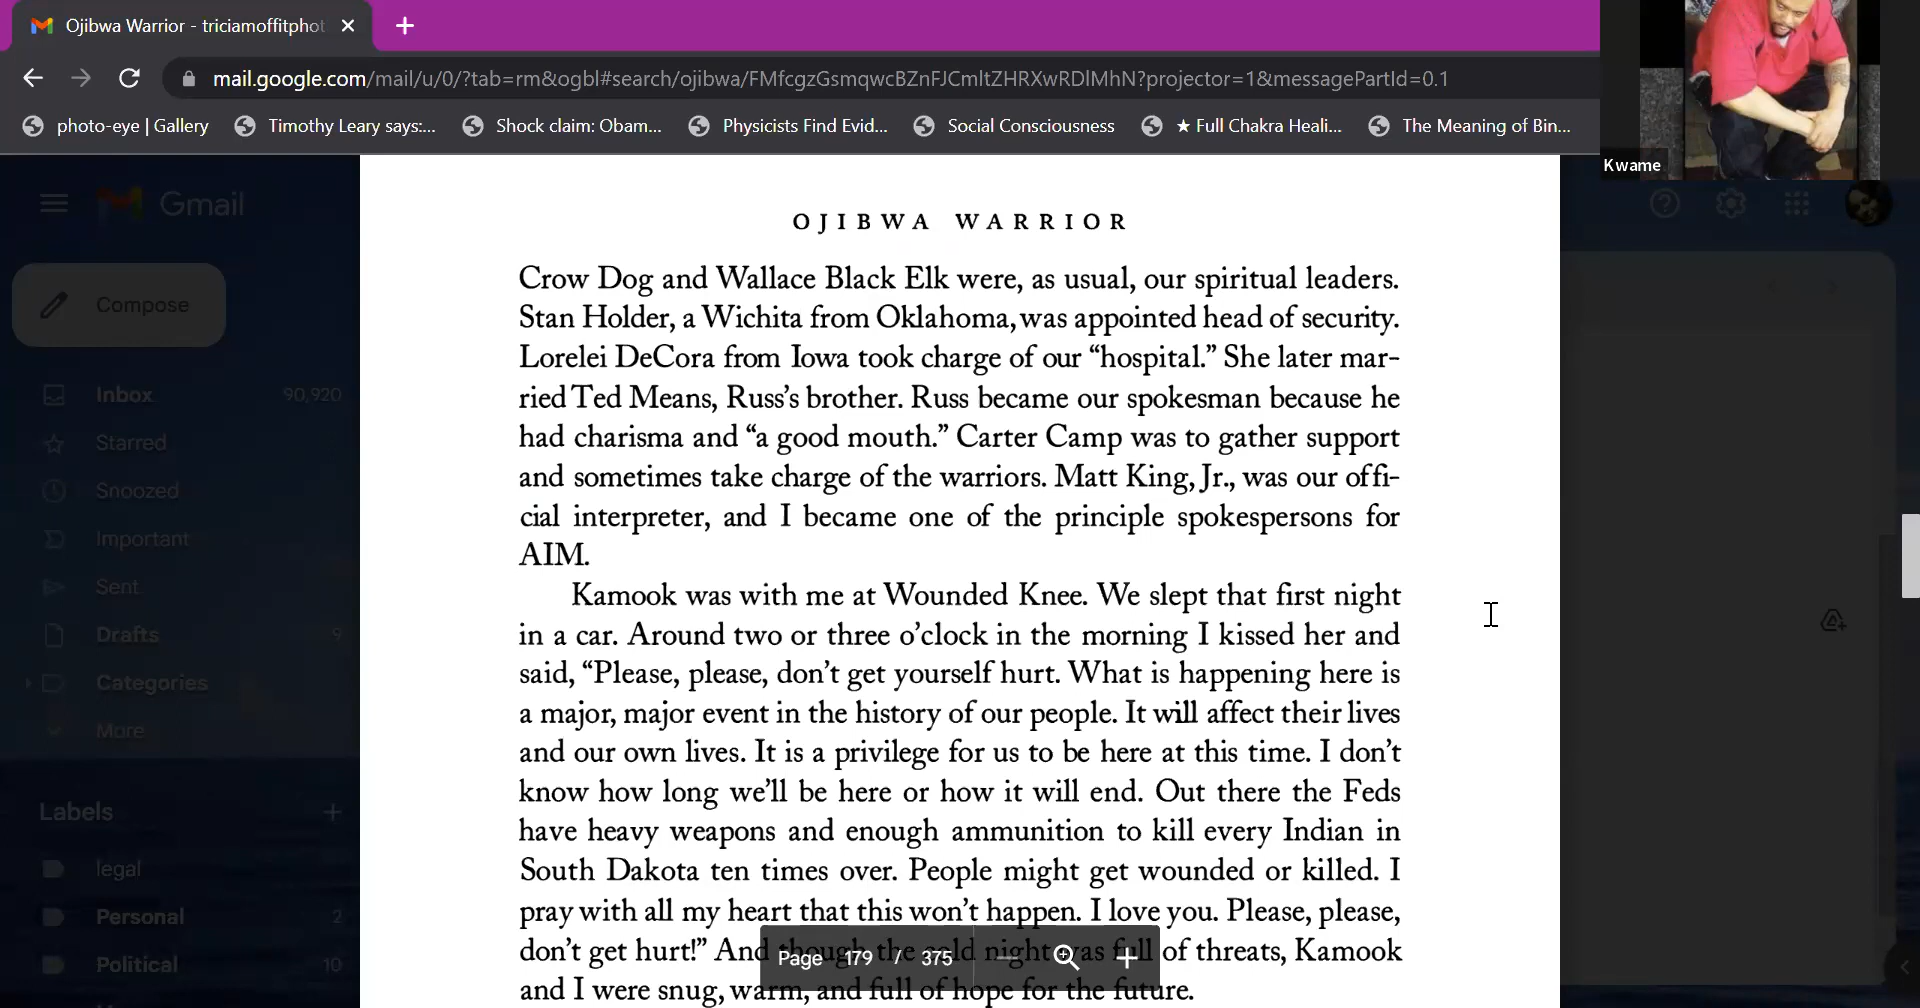 Ojibwa Warrior - triciamoffitphot
mail.google.com/mail/u/0/?tab=rm&ogbl#search/ojibwa/FMfcgzGsmqwcBZnFJCmltZHRXwRDlMhN?projector=1&messagePartId=0.1
photo-eye | Gallery
Timothy Leary says:...
Shock claim: Obam...
Physicists Find Evid...
Social Consciousness
★ Full Chakra Heali...
The Meaning of Bin...
Kwame
Gmail
Compose
Inbox 90,920
Starred
Snoozed
Important
Sent
Drafts 9
Categories
More
Labels
legal
Personal 2
Political 10
OJIBWA WARRIOR
Crow Dog and Wallace Black Elk were, as usual, our spiritual leaders.
Stan Holder, a Wichita from Oklahoma, was appointed head of security.
Lorelei DeCora from Iowa took charge of our “hospital.” She later mar-
ried Ted Means, Russ’s brother. Russ became our spokesman because he
had charisma and “a good mouth.” Carter Camp was to gather support
and sometimes take charge of the warriors. Matt King, Jr., was our offi-
cial interpreter, and I became one of the principle spokespersons for
AIM.
Kamook was with me at Wounded Knee. We slept that first night
in a car. Around two or three o’clock in the morning I kissed her and
said, “Please, please, don’t get yourself hurt. What is happening here is
a major, major event in the history of our people. It will affect their lives
and our own lives. It is a privilege for us to be here at this time. I don’t
know how long we’ll be here or how it will end. Out there the Feds
have heavy weapons and enough ammunition to kill every Indian in
South Dakota ten times over. People might get wounded or killed. I
pray with all my heart that this won’t happen. I love you. Please, please,
don’t get hurt!” And though the cold night was full of threats, Kamook
and I were snug, warm, and full of hope for the future.
Page 179 / 375